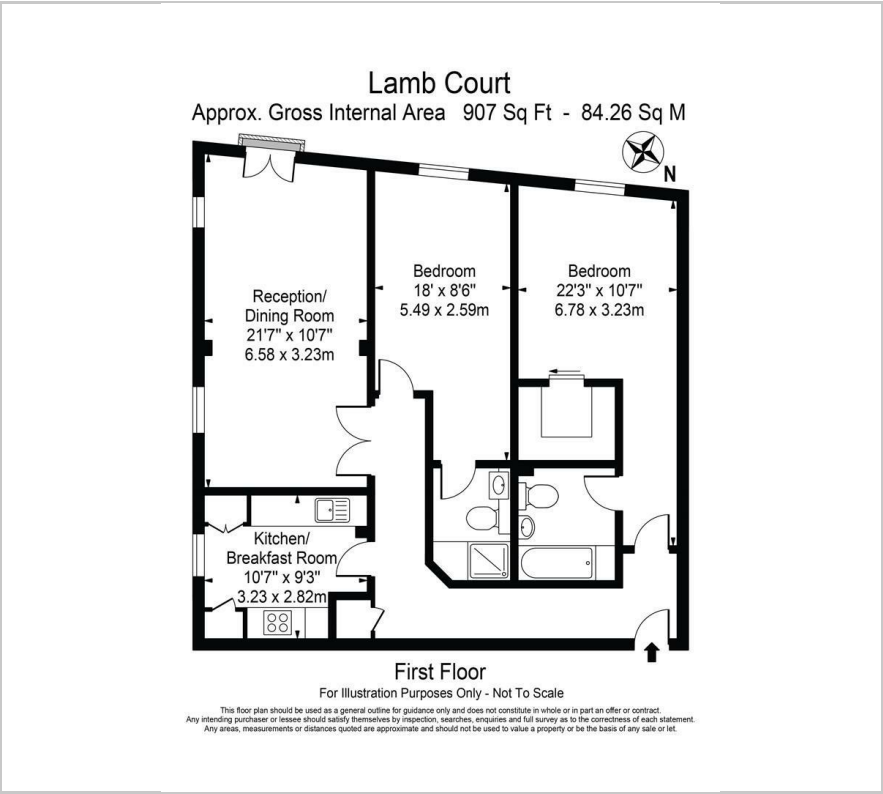 Lamb Court
Approx. Gross Internal Area 907 Sq Ft - 84.26 Sq M
N
Bedroom
18' x 8'6"
5.49 x 2.59m
Bedroom
22'3" x 10'7"
6.78 x 3.23m
Reception/
Dining Room
21'7" x 10'7"
6.58 x 3.23m
Kitchen/
Breakfast Room
10'7" x 9'3"
3.23 x 2.82m
First Floor
For Illustration Purposes Only - Not To Scale
This floor plan should be used as a general outline for guidance only and does not constitute in whole or in part an offer or contract.
Any intending purchaser or lessee should satisfy themselves by inspection, searches, enquiries and full survey as to the correctness of each statement.
Any areas, measurements or distances quoted are approximate and should not be used to value a property or be the basis of any sale or let.